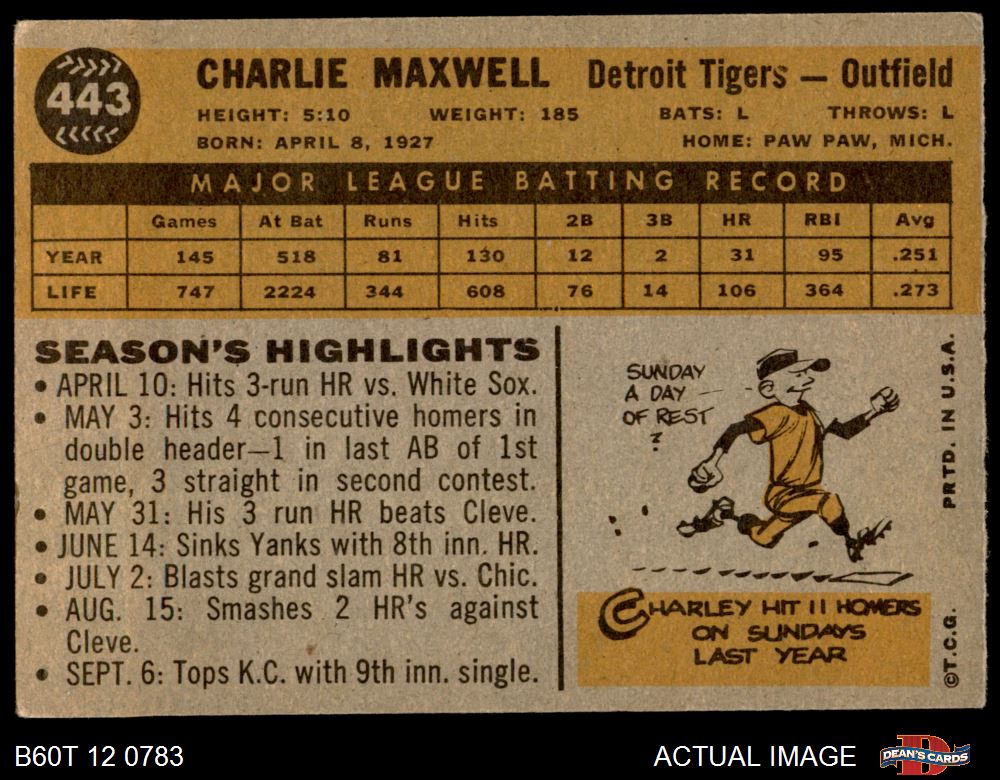 443
CHARLIE MAXWELL Detroit Tigers — Outfield
HEIGHT: 5:10 WEIGHT: 185 BATS: L THROWS: L
BORN: APRIL 8, 1927 HOME: PAW PAW, MICH.
MAJOR LEAGUE BATTING RECORD
Games At Bat Runs Hits 2B 3B HR RBI Avg
YEAR 145 518 81 130 12 2 31 95 .251
LIFE 747 2224 344 608 76 14 106 364 .273
SEASON'S HIGHLIGHTS
• APRIL 10: Hits 3-run HR vs. White Sox.
• MAY 3: Hits 4 consecutive homers in
double header—1 in last AB of 1st
game, 3 straight in second contest.
• MAY 31: His 3 run HR beats Cleve.
• JUNE 14: Sinks Yanks with 8th inn. HR.
• JULY 2: Blasts grand slam HR vs. Chic.
• AUG. 15: Smashes 2 HR's against
Cleve.
• SEPT. 6: Tops K.C. with 9th inn. single.
SUNDAY
A DAY
OF REST
?
CHARLEY HIT 11 HOMERS
ON SUNDAYS
LAST YEAR
©T.C.G. PRTD. IN U.S.A.
B60T 12 0783 ACTUAL IMAGE DEAN'S CARDS